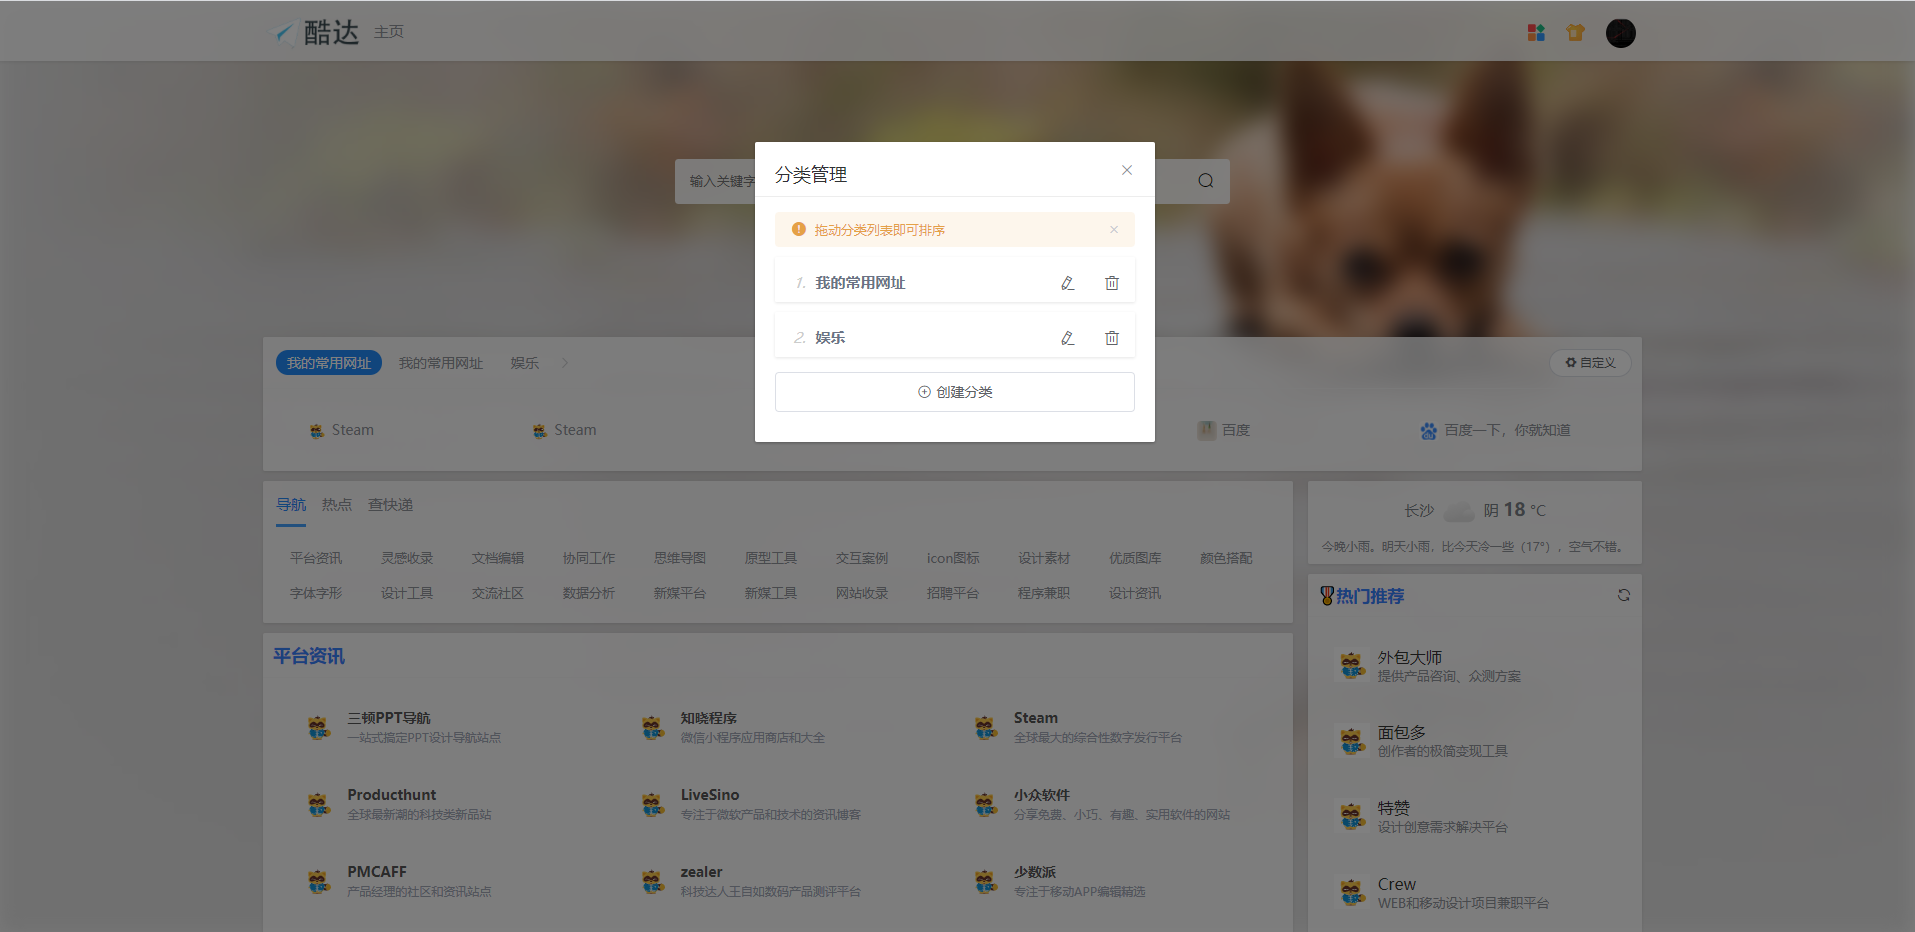 酷达 主页
输入关键字
分类管理
拖动分类列表即可排序
1. 我的常用网址
2. 娱乐
创建分类
我的常用网址 我的常用网址 娱乐
自定义
Steam Steam 百度 百度一下，你就知道
导航 热点 查快递
平台资讯 灵感收录 文档编辑 协同工作 思维导图 原型工具 交互案例 icon图标 设计素材 优质图库 颜色搭配
字体字形 设计工具 交流社区 数据分析 新媒平台 新媒工具 网站收录 招聘平台 程序兼职 设计资讯
长沙 阴 18 °C
今晚小雨。明天小雨，比今天冷一些（17°），空气不错。
平台资讯
三顿PPT导航
一站式搞定PPT设计导航站点
知晓程序
微信小程序应用商店和大全
Steam
全球最大的综合性数字发行平台
Producthunt
全球最新潮的科技类新品站
LiveSino
专注于微软产品和技术的资讯博客
小众软件
分享免费、小巧、有趣、实用软件的网站
PMCAFF
产品经理的社区和资讯站点
zealer
科技达人王自如数码产品测评平台
少数派
专注于移动APP编辑精选
热门推荐
外包大师
提供产品咨询、众测方案
面包多
创作者的极简变现工具
特赞
设计创意需求解决平台
Crew
WEB和移动设计项目兼职平台